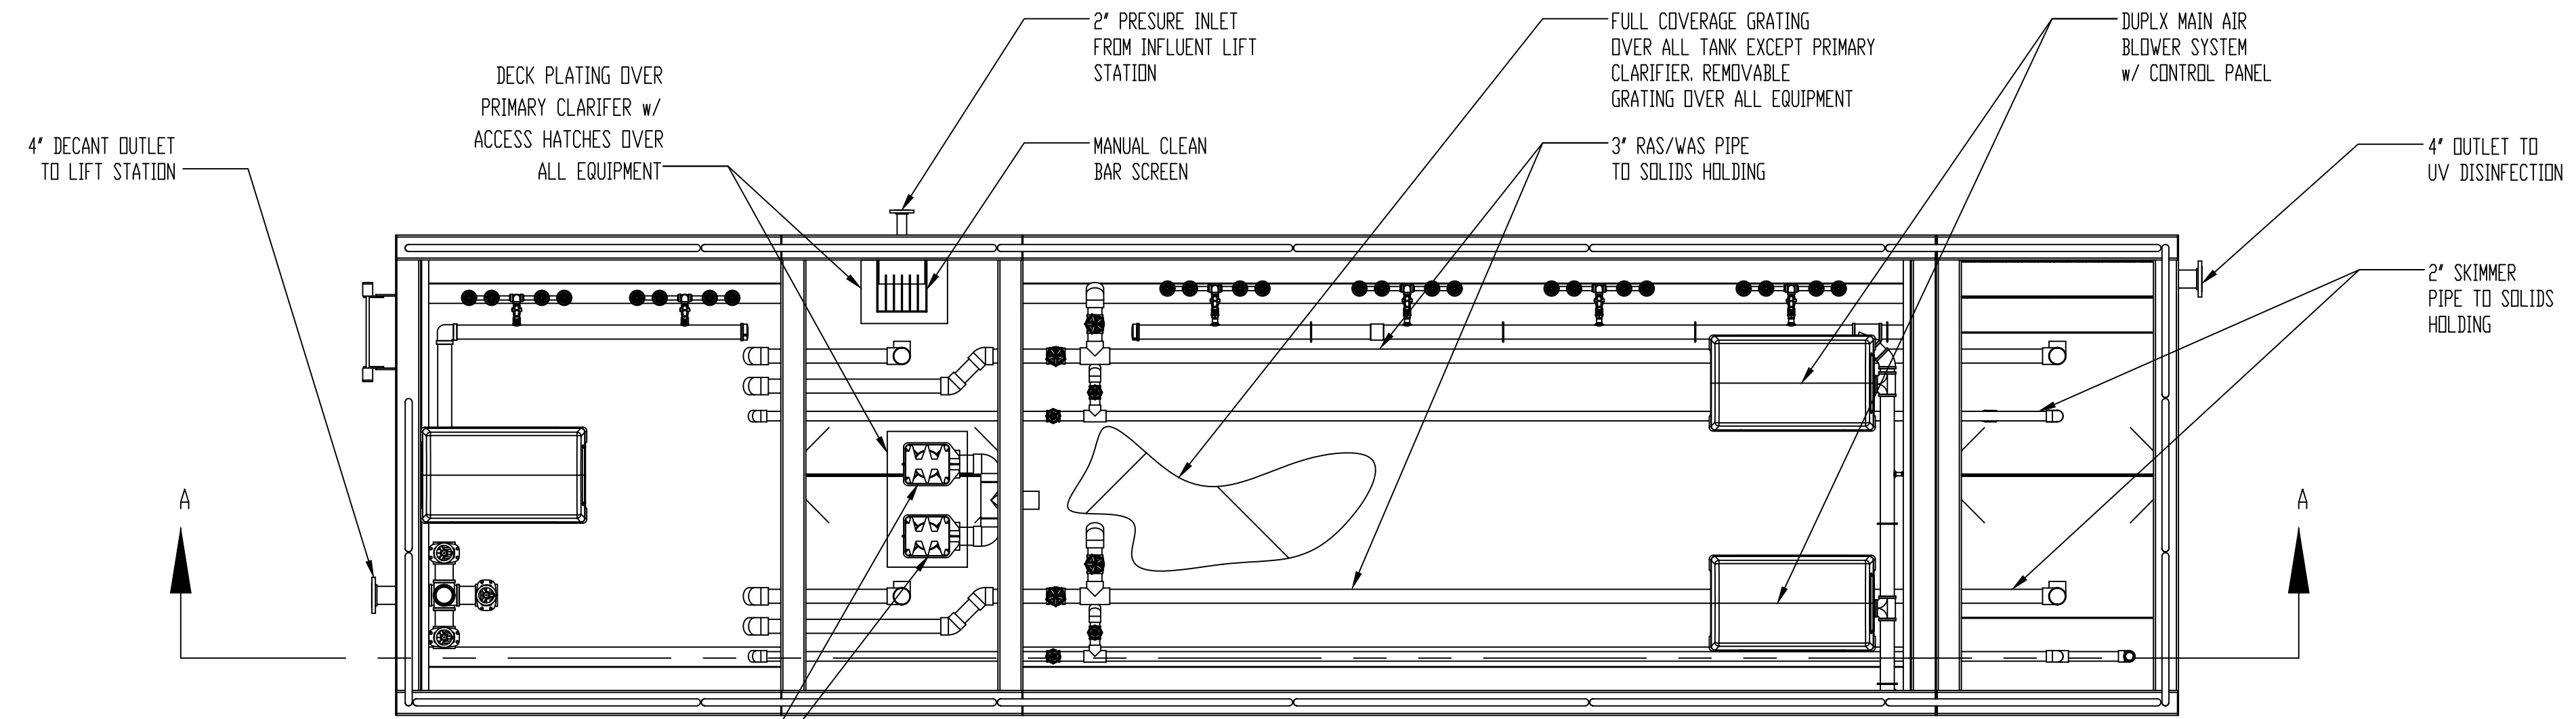 2" PRESURE INLET
FROM INFLUENT LIFT
STATION
FULL COVERAGE GRATING
OVER ALL TANK EXCEPT PRIMARY
CLARIFIER. REMOVABLE
GRATING OVER ALL EQUIPMENT
DUPLX MAIN AIR
BLOWER SYSTEM
w/ CONTROL PANEL
DECK PLATING OVER
PRIMARY CLARIFER w/
ACCESS HATCHES OVER
ALL EQUIPMENT
4" DECANT OUTLET
TO LIFT STATION
MANUAL CLEAN
BAR SCREEN
3" RAS/WAS PIPE
TO SOLIDS HOLDING
4" OUTLET TO
UV DISINFECTION
2" SKIMMER
PIPE TO SOLIDS
HOLDING
A
A